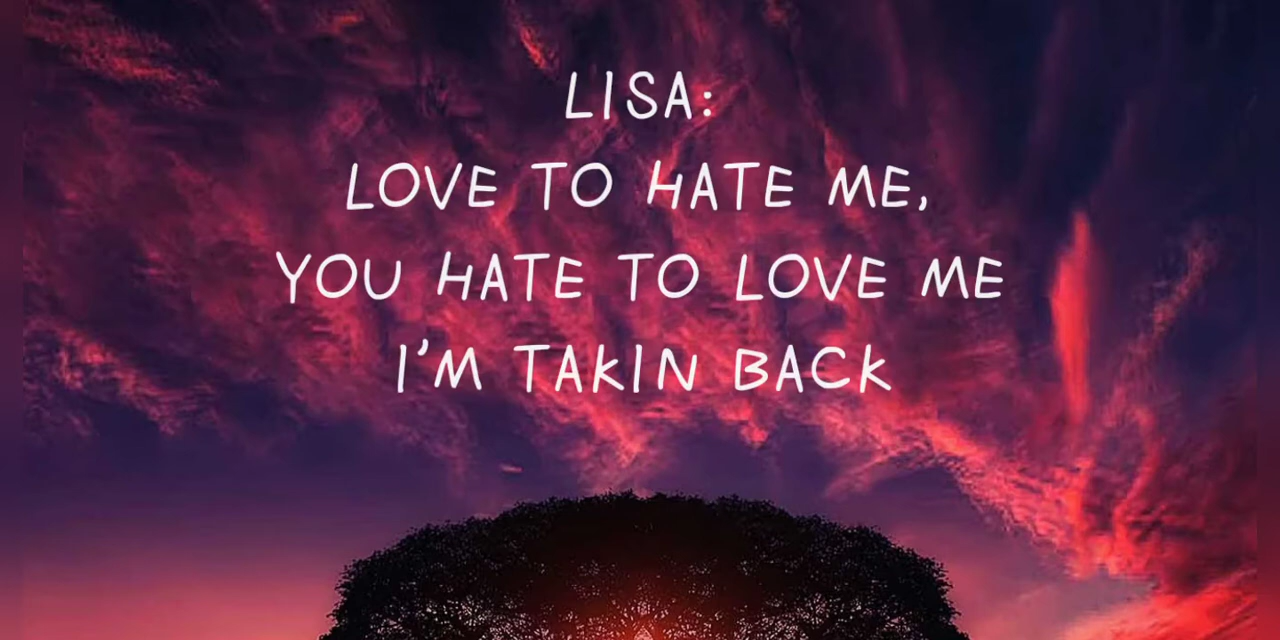 LISA:
LOVE TO HATE ME,
YOU HATE TO LOVE ME
I'M TAKIN BACK